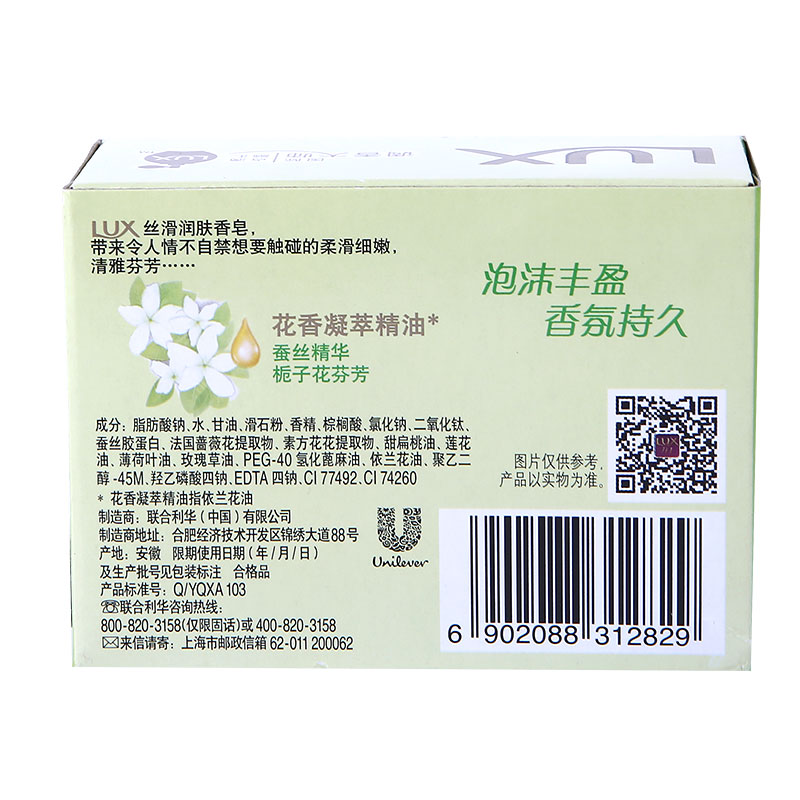 LUX
LUX 丝滑润肤香皂，
带来令人情不自禁想要触碰的柔滑细嫩，
清雅芬芳……
泡沫丰盈
香氛持久
花香凝萃精油*
蚕丝精华
栀子花芬芳
成分：脂肪酸钠、水、甘油、滑石粉、香精、棕榈酸、氯化钠、二氧化钛、
蚕丝胶蛋白、法国蔷薇花提取物、素方花花提取物、甜扁桃油、莲花
油、薄荷叶油、玫瑰草油、PEG-40 氢化蓖麻油、依兰花油、聚乙二
醇 -45M、羟乙磷酸四钠、EDTA 四钠、CI 77492、CI 74260
* 花香凝萃精油指依兰花油
制造商：联合利华（中国）有限公司
制造商地址：合肥经济技术开发区锦绣大道88号
产地：安徽 限期使用日期（年/月/日）
及生产批号见包装标注 合格品
产品标准号：Q/YQXA 103
☏联合利华咨询热线：
800-820-3158(仅限固话)或 400-820-3158
✉来信请寄：上海市邮政信箱 62-011 200062
Unilever
LUX
图片仅供参考，
产品以实物为准。
6 902088 312829